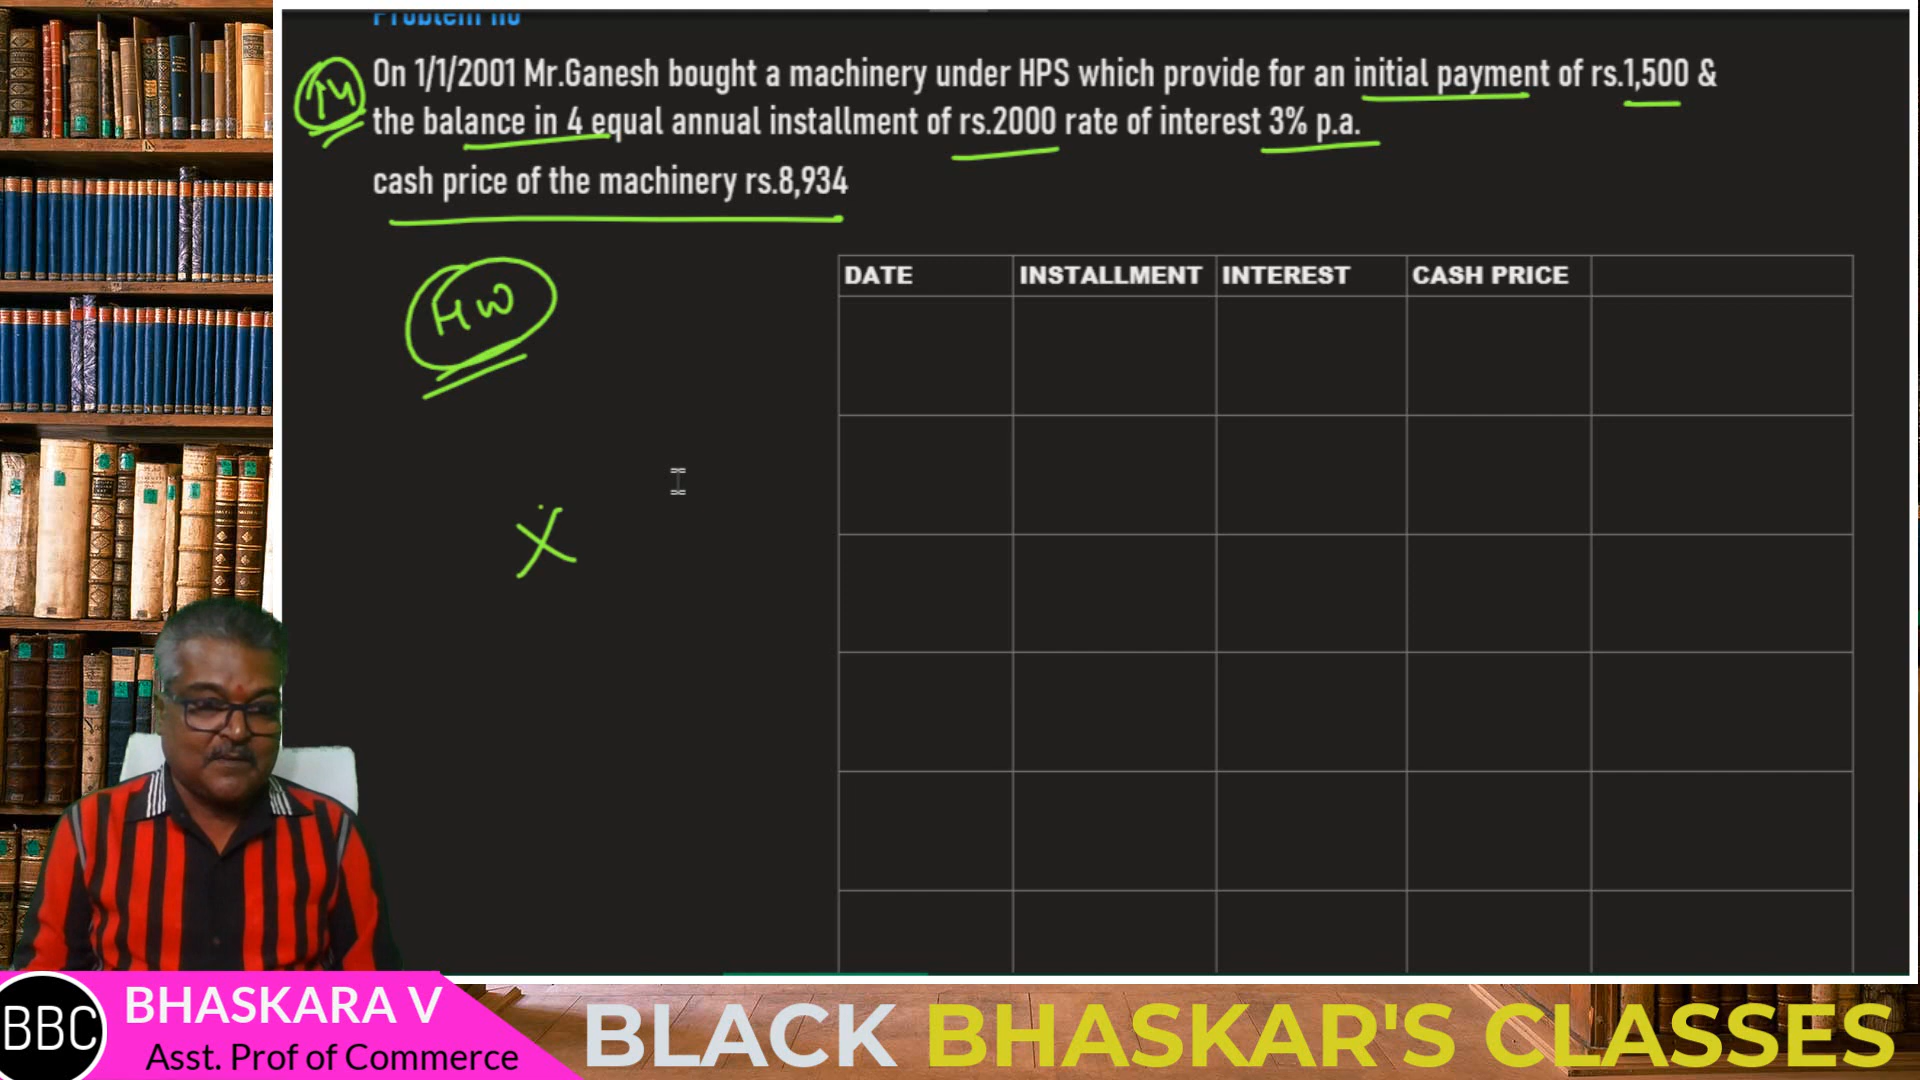 Problem no
14 On 1/1/2001 Mr.Ganesh bought a machinery under HPS which provide for an initial payment of rs.1,500 &
the balance in 4 equal annual installment of rs.2000 rate of interest 3% p.a.
cash price of the machinery rs.8,934
HW
X
DATE INSTALLMENT INTEREST CASH PRICE
BBC
BHASKARA V
Asst. Prof of Commerce
BLACK BHASKAR'S CLASSES